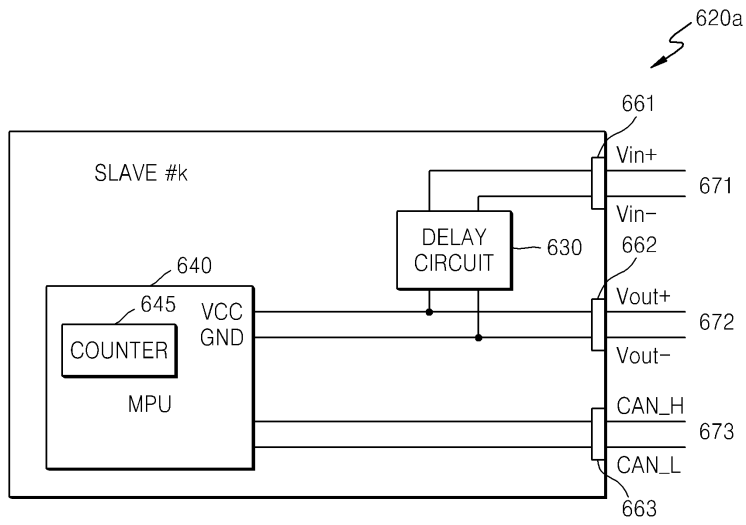 620a
661
SLAVE #k
Vin+
671
Vin-
DELAY
CIRCUIT
630
662
640
645
VCC
GND
COUNTER
MPU
Vout+
672
Vout-
CAN_H
673
CAN_L
663